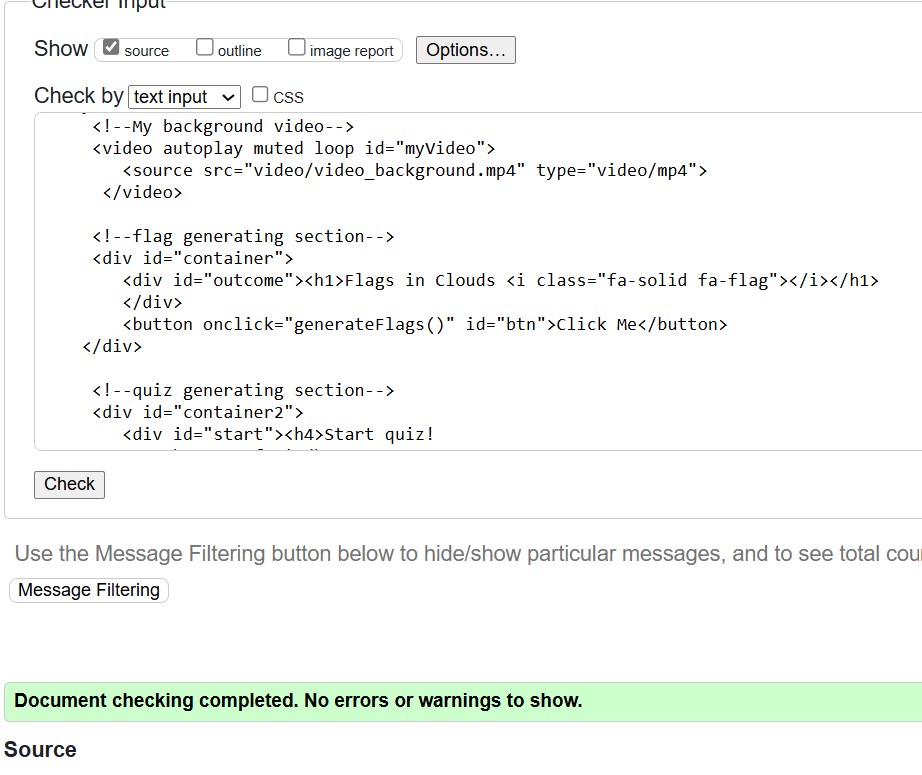 Checker Input
Show source outline image report Options...
Check by text input CSS
<!--My background video-->
<video autoplay muted loop id="myVideo">
<source src="video/video_background.mp4" type="video/mp4">
</video>
<!--flag generating section-->
<div id="container">
<div id="outcome"><h1>Flags in Clouds <i class="fa-solid fa-flag"></i></h1>
</div>
<button onclick="generateFlags()" id="btn">Click Me</button>
</div>
<!--quiz generating section-->
<div id="container2">
<div id="start"><h4>Start quiz!
Check
Use the Message Filtering button below to hide/show particular messages, and to see total cou
Message Filtering
Document checking completed. No errors or warnings to show.
Source